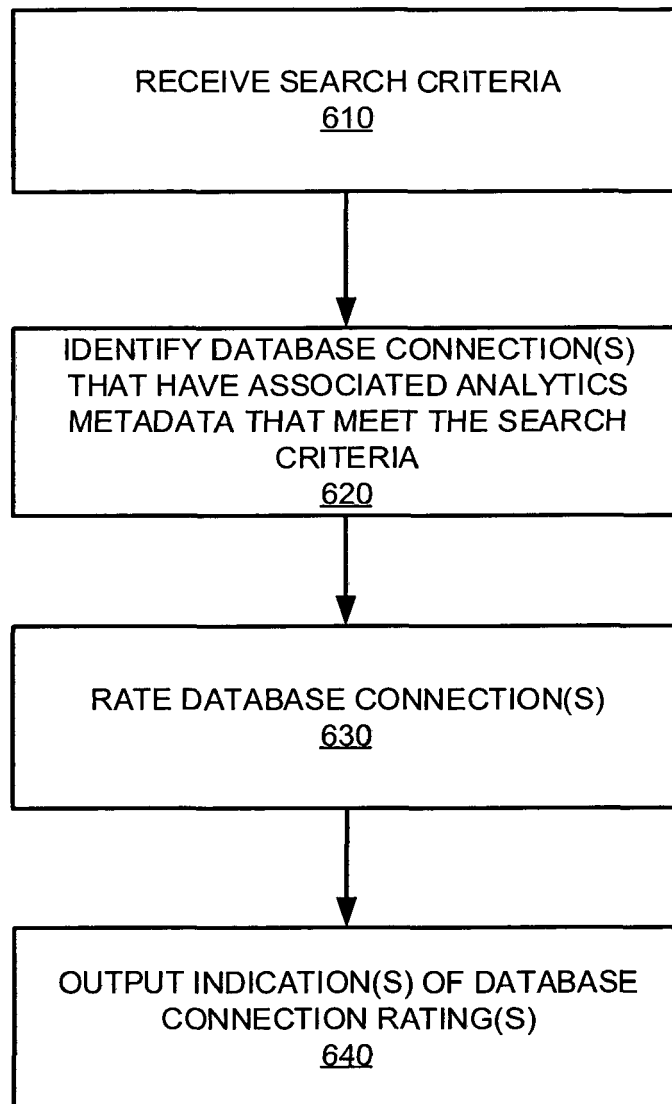 RECEIVE SEARCH CRITERIA
610
IDENTIFY DATABASE CONNECTION(S)
THAT HAVE ASSOCIATED ANALYTICS
METADATA THAT MEET THE SEARCH
CRITERIA
620
RATE DATABASE CONNECTION(S)
630
OUTPUT INDICATION(S) OF DATABASE
CONNECTION RATING(S)
640